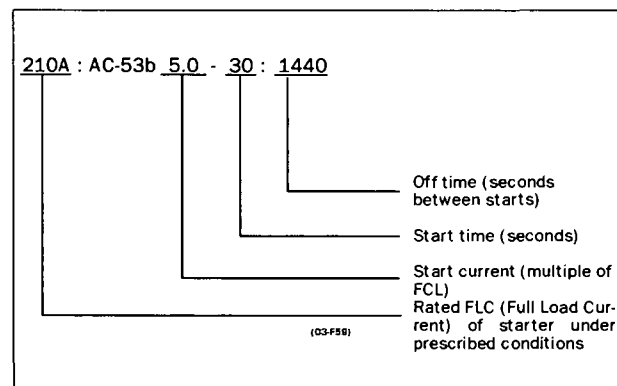 210A : AC-53b 5.0 - 30 : 1440
Off time (seconds
between starts)
Start time (seconds)
Start current (multiple of
FCL)
Rated FLC (Full Load Cur-
rent) of starter under
prescribed conditions
(03-F59)